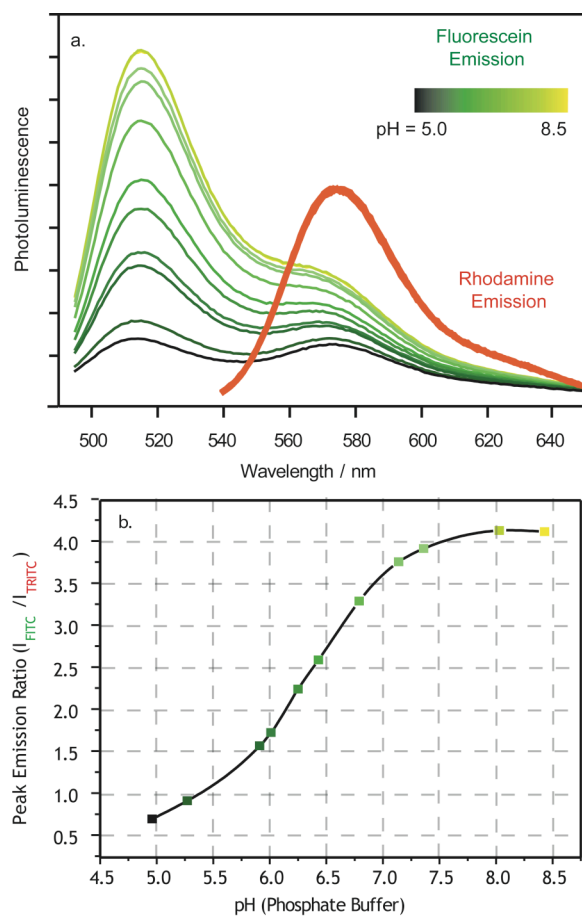 a.
Fluorescein
Emission
pH = 5.0 8.5
Photoluminescence
Rhodamine
Emission
500 520 540 560 580 600 620 640
Wavelength / nm
b.
4.5
4.0
3.5
3.0
2.5
2.0
1.5
1.0
0.5
Peak Emission Ratio (I FITC / I TRITC)
4.5 5.0 5.5 6.0 6.5 7.0 7.5 8.0 8.5
pH (Phosphate Buffer)